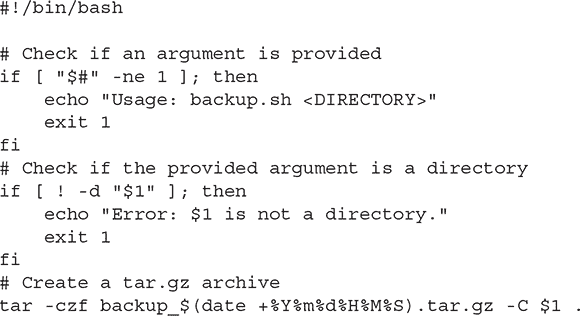 #!/bin/bash

# Check if an argument is provided
if [ "$#" -ne 1 ]; then
    echo "Usage: backup.sh <DIRECTORY>"
    exit 1
fi
# Check if the provided argument is a directory
if [ ! -d "$1" ]; then
    echo "Error: $1 is not a directory."
    exit 1
fi
# Create a tar.gz archive
tar -czf backup_$(date +%Y%m%d%H%M%S).tar.gz -C $1 .